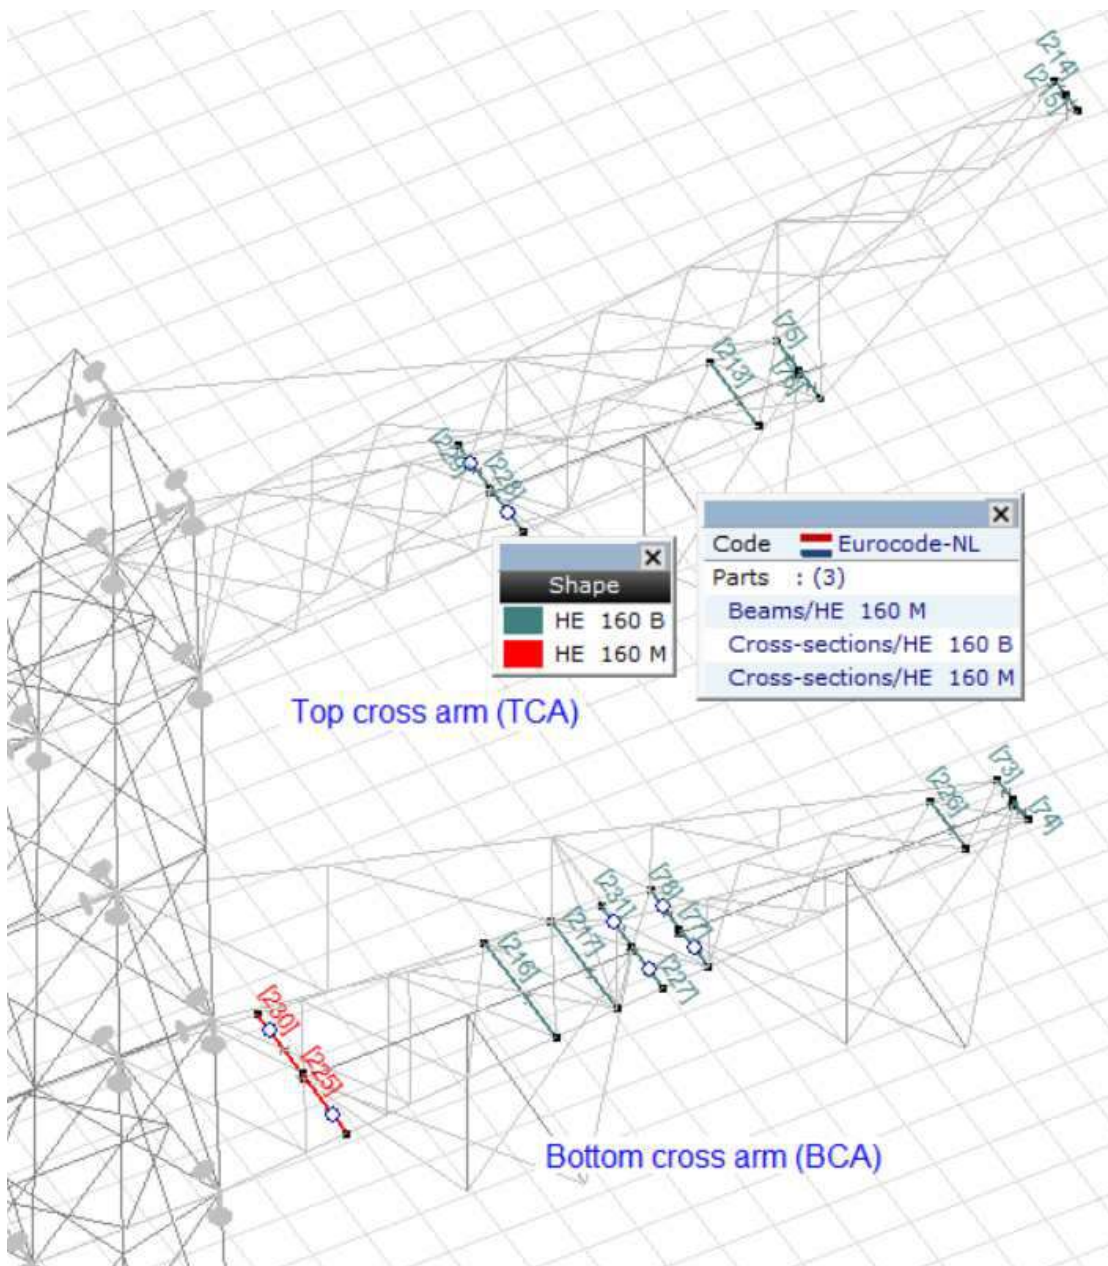 [214]
[215]
[75]
[76]
[213]
[229]
[228]
Code Eurocode-NL
Parts : (3)
Beams/HE 160 M
Cross-sections/HE 160 B
Cross-sections/HE 160 M
Shape
HE 160 B
HE 160 M
Top cross arm (TCA)
[73]
[74]
[226]
[78]
[77]
[231]
[227]
[217]
[216]
[230]
[225]
Bottom cross arm (BCA)